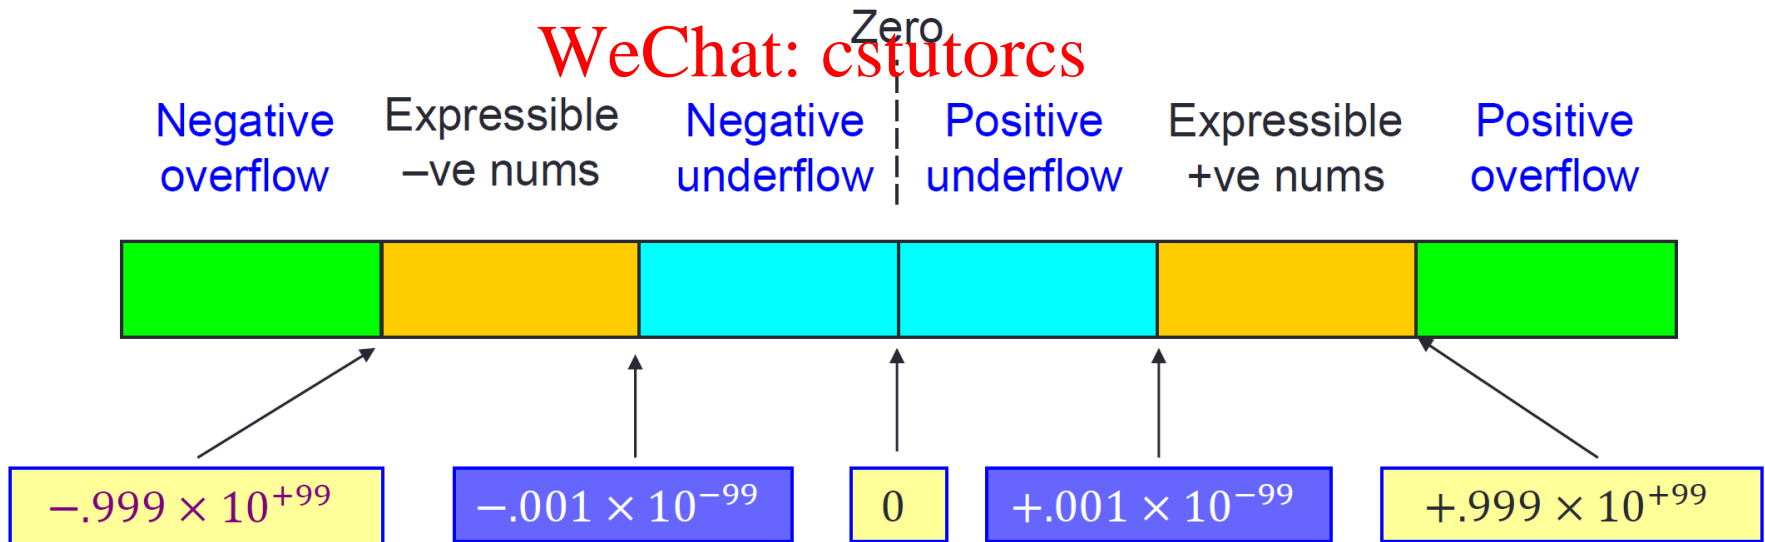 Zero
WeChat: cstutorcs
Negative overflow
Expressible –ve nums
Negative underflow
Positive underflow
Expressible +ve nums
Positive overflow
−.999 × 10⁺⁹⁹
−.001 × 10⁻⁹⁹
0
+.001 × 10⁻⁹⁹
+.999 × 10⁺⁹⁹